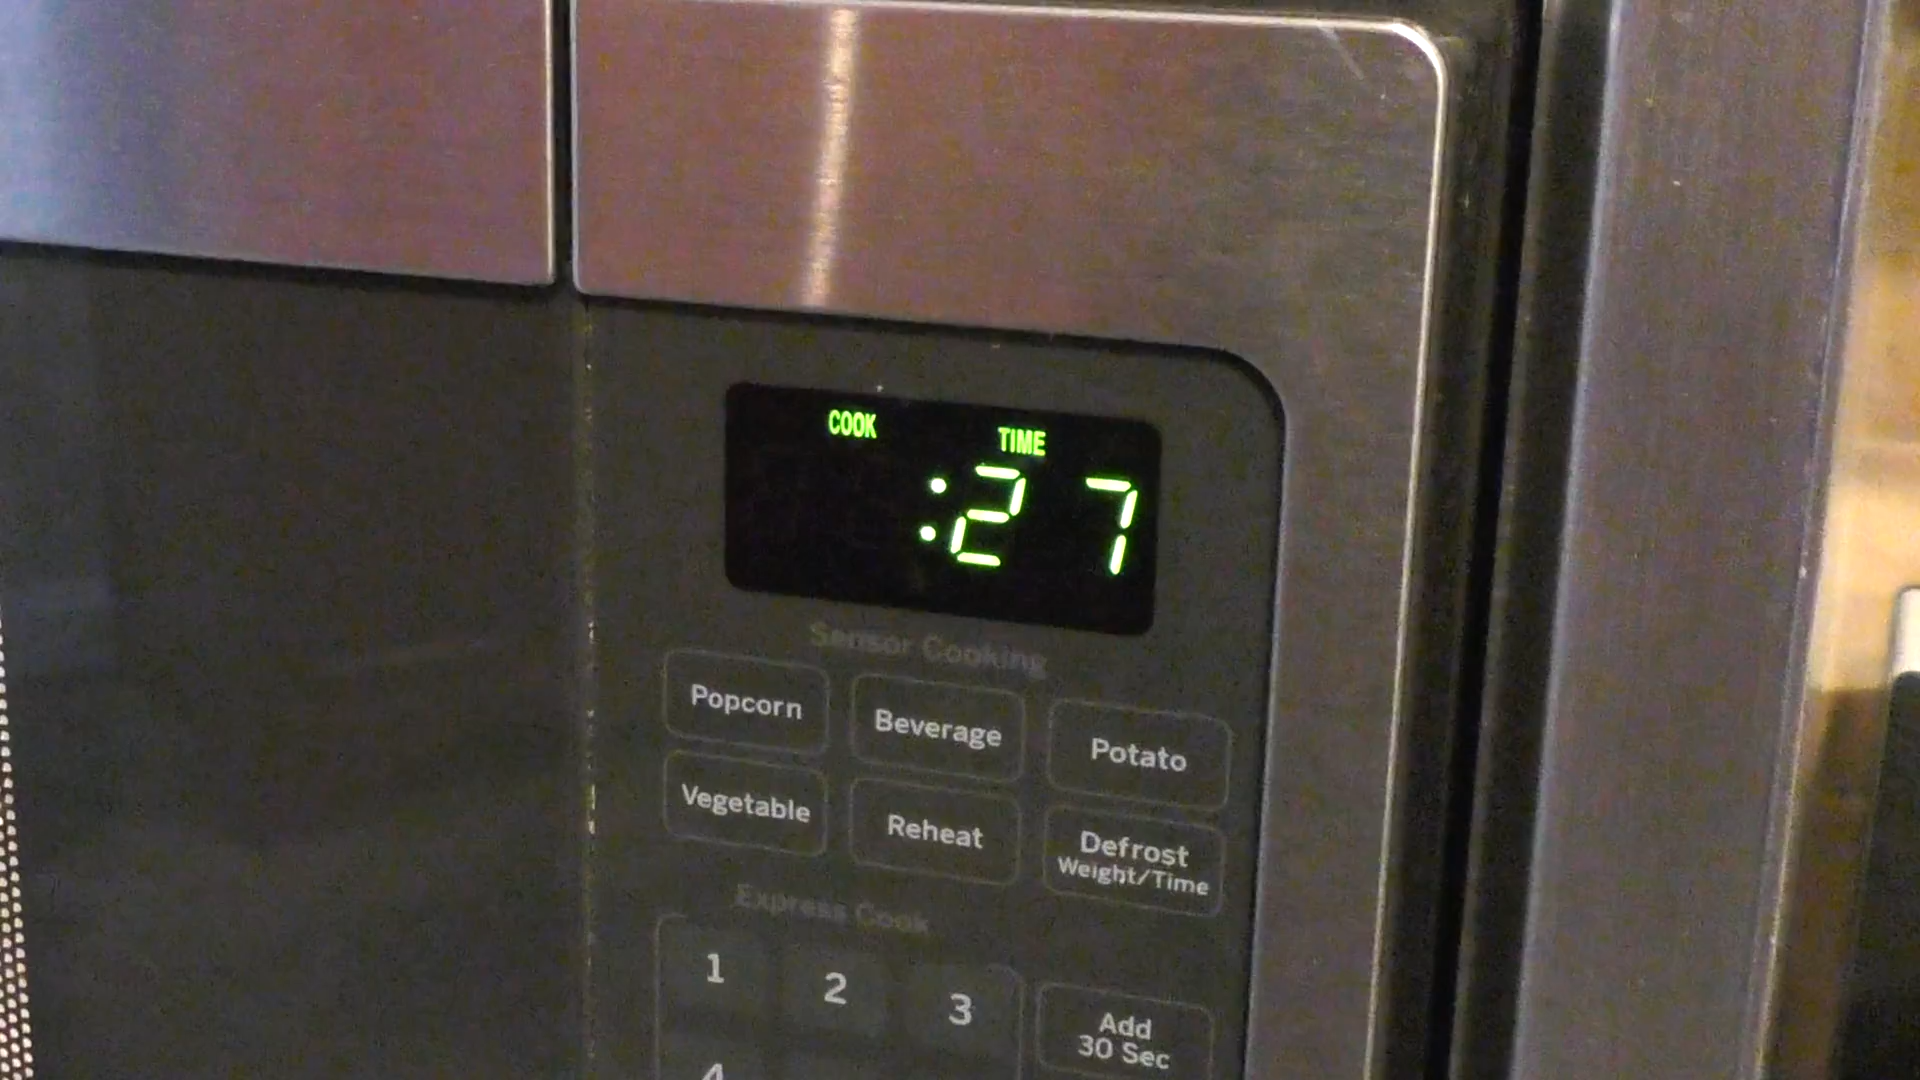 COOK TIME
:27
Sensor Cooking
Popcorn Beverage Potato
Vegetable Reheat Defrost
Weight/Time
Express Cook
1 2 3 Add
30 Sec
4